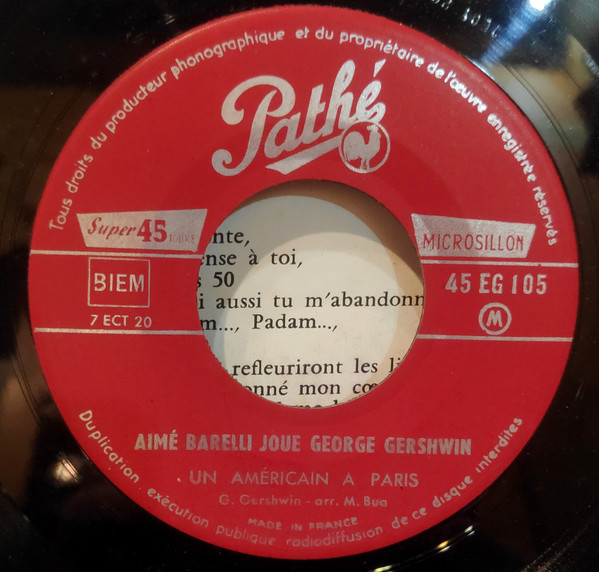 Tous droits du producteur phonographique et du propriétaire de l'œuvre enregistrée réservés
Pathé
Super 45 TOURS
MICROSILLON
BIEM
45 EG 105
7 ECT 20
M
nte,
ense à toi,
s 50
i aussi tu m'abandonn
m..., Padam...,
refleuriront les li
onné mon cœ
AIMÉ BARELLI JOUE GEORGE GERSHWIN
UN AMÉRICAIN A PARIS
G. Gershwin - arr. M. Bua
MADE IN FRANCE
Duplication, exécution publique radiodiffusion de ce disque interdites